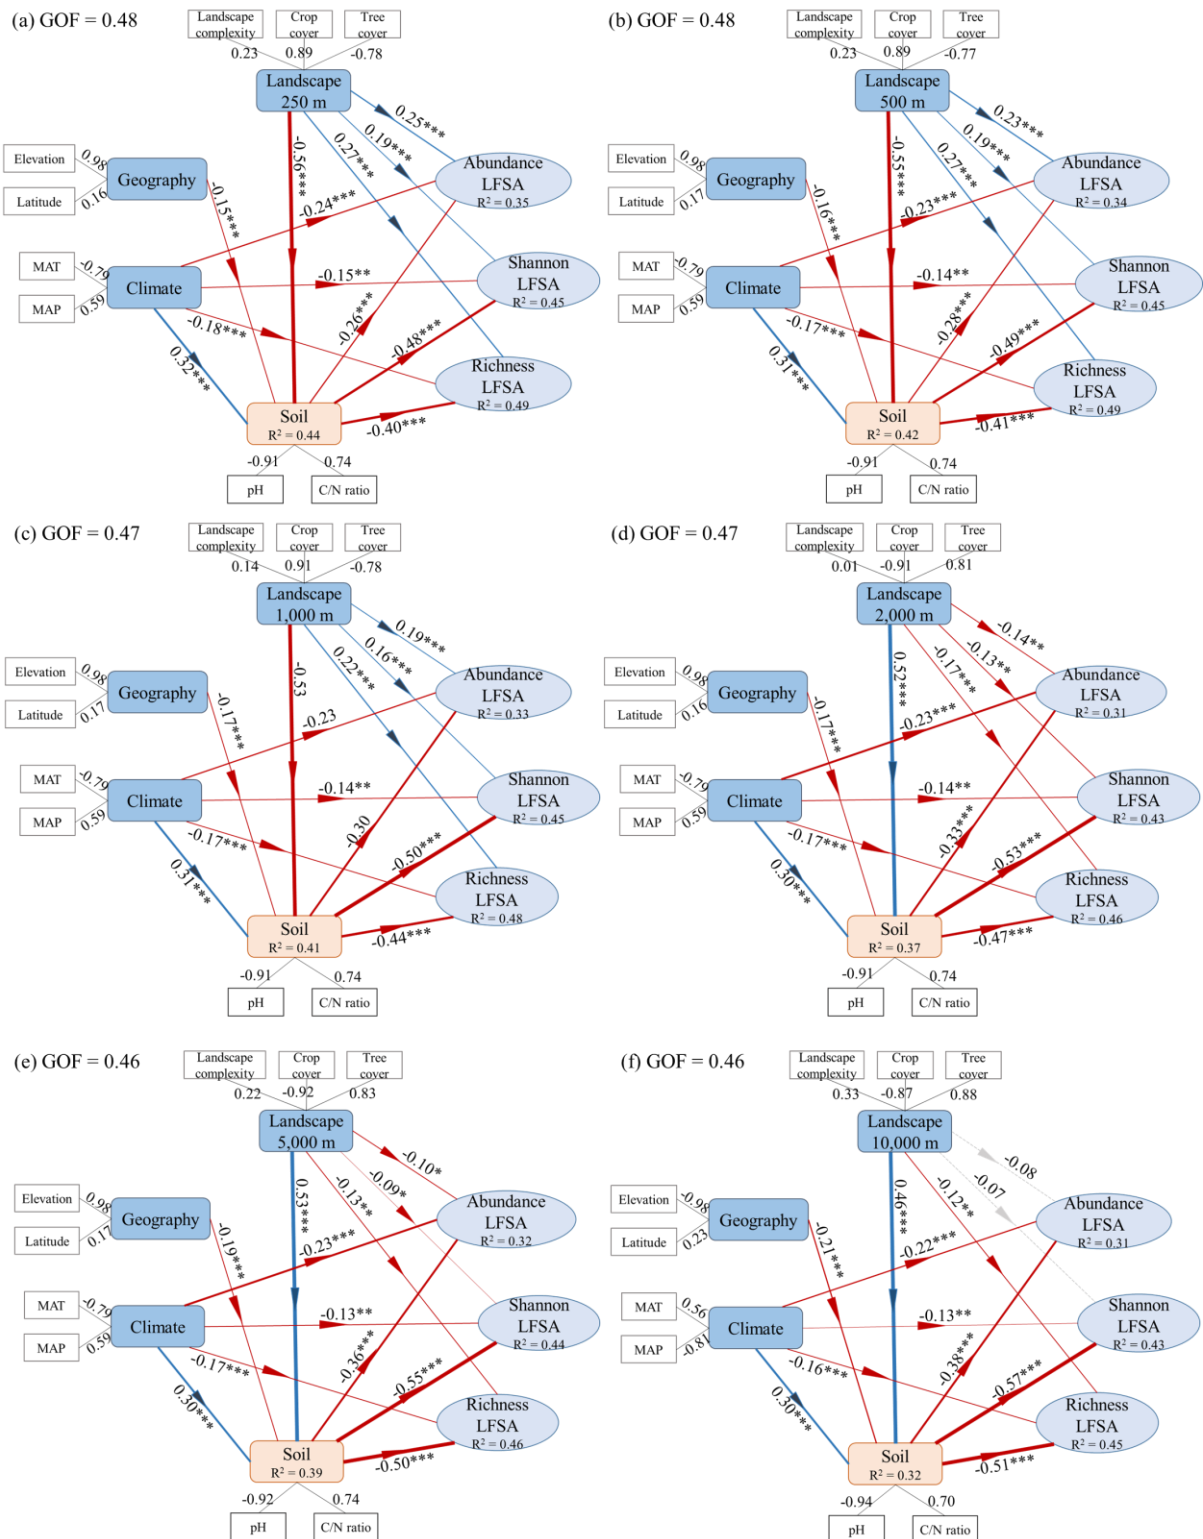 (a) GOF = 0.48
Landscape complexity
Crop cover
Tree cover
0.23
0.89
-0.78
Landscape
250 m
0.25***
0.19***
0.27***
-0.56***
Elevation
0.98
Latitude
0.16
Geography
-0.15***
Abundance
LFSA
R² = 0.35
-0.24***
MAT
-0.79
MAP
0.59
Climate
-0.15**
Shannon
LFSA
R² = 0.45
-0.18***
0.32***
-0.26***
-0.48***
Richness
LFSA
R² = 0.49
Soil
R² = 0.44
-0.40***
-0.91
0.74
pH
C/N ratio
(b) GOF = 0.48
Landscape complexity
Crop cover
Tree cover
0.23
0.89
-0.77
Landscape
500 m
0.23***
0.19***
0.27***
-0.55***
Elevation
0.98
Latitude
0.17
Geography
-0.16***
Abundance
LFSA
R² = 0.34
-0.23***
MAT
-0.79
MAP
0.59
Climate
-0.14**
Shannon
LFSA
R² = 0.45
-0.17***
0.31***
-0.28***
-0.49***
Richness
LFSA
R² = 0.49
Soil
R² = 0.42
-0.41***
-0.91
0.74
pH
C/N ratio
(c) GOF = 0.47
Landscape complexity
Crop cover
Tree cover
0.14
0.91
-0.78
Landscape
1,000 m
0.19***
0.16***
0.22***
-0.53
Elevation
0.98
Latitude
0.17
Geography
-0.17***
Abundance
LFSA
R² = 0.33
-0.23
MAT
-0.79
MAP
0.59
Climate
-0.14**
Shannon
LFSA
R² = 0.45
-0.17***
0.31***
-0.30
-0.50***
Richness
LFSA
R² = 0.48
Soil
R² = 0.41
-0.44***
-0.91
0.74
pH
C/N ratio
(d) GOF = 0.47
Landscape complexity
Crop cover
Tree cover
0.01
-0.91
0.81
Landscape
2,000 m
-0.14**
-0.13**
-0.17***
0.52***
Elevation
0.98
Latitude
0.16
Geography
-0.17***
Abundance
LFSA
R² = 0.31
-0.23***
MAT
-0.79
MAP
0.59
Climate
-0.14**
Shannon
LFSA
R² = 0.43
-0.17***
0.30***
-0.33***
-0.53***
Richness
LFSA
R² = 0.46
Soil
R² = 0.37
-0.47***
-0.91
0.74
pH
C/N ratio
(e) GOF = 0.46
Landscape complexity
Crop cover
Tree cover
0.22
-0.92
0.83
Landscape
5,000 m
-0.10*
-0.09*
-0.13**
0.53***
Elevation
0.98
Latitude
0.17
Geography
-0.19***
Abundance
LFSA
R² = 0.32
-0.23***
MAT
-0.79
MAP
0.59
Climate
-0.13**
Shannon
LFSA
R² = 0.44
-0.17***
0.30***
-0.36***
-0.55***
Richness
LFSA
R² = 0.46
Soil
R² = 0.39
-0.50***
-0.92
0.74
pH
C/N ratio
(f) GOF = 0.46
Landscape complexity
Crop cover
Tree cover
0.33
-0.87
0.88
Landscape
10,000 m
-0.08
-0.07
-0.12**
0.46***
Elevation
-0.98
Latitude
0.23
Geography
-0.21***
Abundance
LFSA
R² = 0.31
-0.22***
MAT
0.56
MAP
-0.81
Climate
-0.13**
Shannon
LFSA
R² = 0.43
-0.16***
0.30***
-0.38***
-0.57***
Richness
LFSA
R² = 0.45
Soil
R² = 0.32
-0.51***
-0.94
0.70
pH
C/N ratio